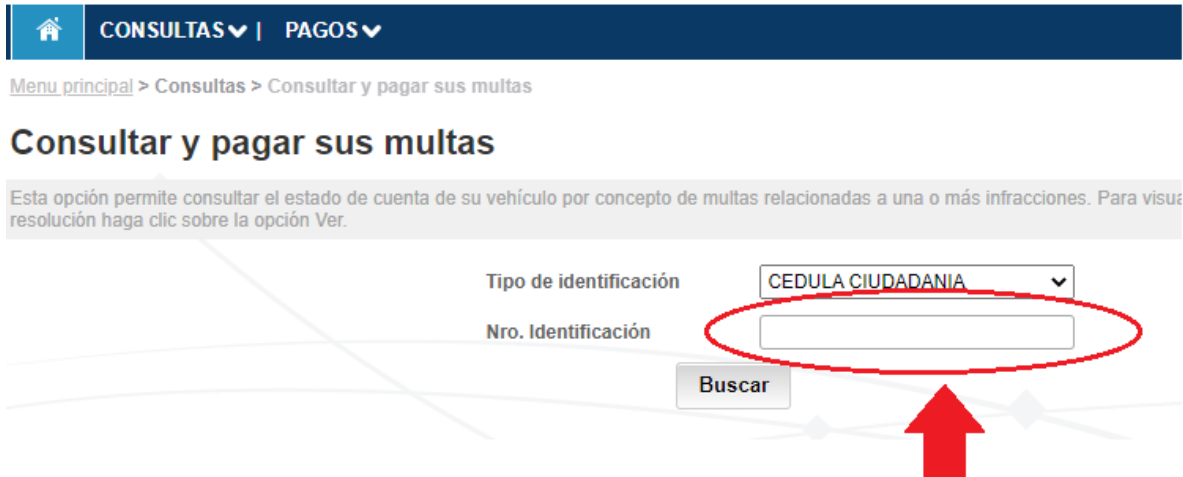 CONSULTAS | PAGOS
Menu principal > Consultas > Consultar y pagar sus multas
Consultar y pagar sus multas
Esta opción permite consultar el estado de cuenta de su vehículo por concepto de multas relacionadas a una o más infracciones. Para
resolución haga clic sobre la opción Ver.
Tipo de identificación CEDULA CIUDADANIA
Nro. Identificación
Buscar